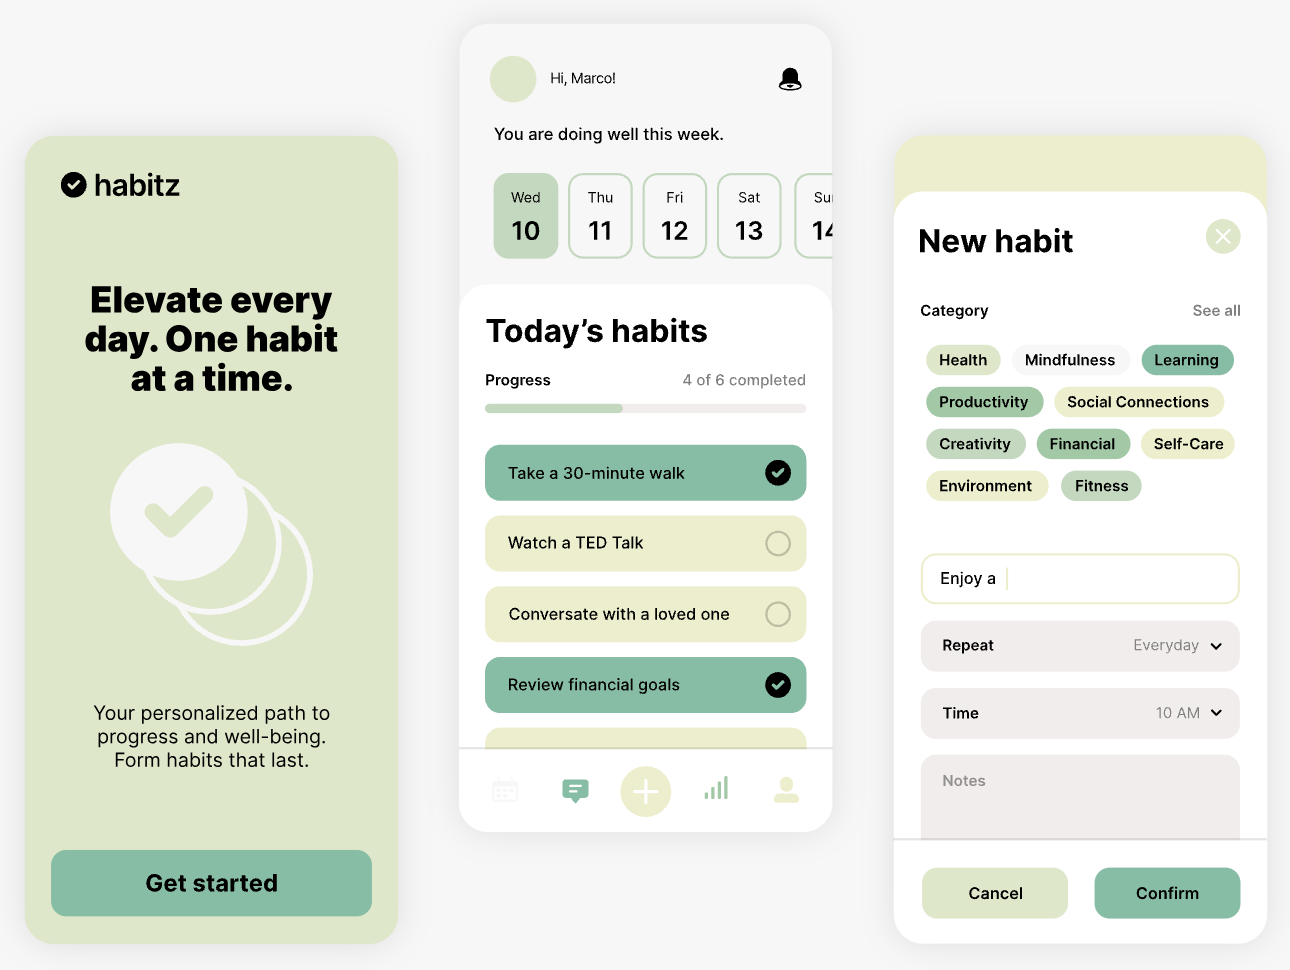 habitz
Elevate every
day. One habit
at a time.
Your personalized path to
progress and well-being.
Form habits that last.
Get started
Hi, Marco!
You are doing well this week.
Wed Thu Fri Sat
10 11 12 13
Today's habits
Progress 4 of 6 completed
Take a 30-minute walk
Watch a TED Talk
Conversate with a loved one
Review financial goals
New habit
Category See all
Health Mindfulness Learning
Productivity Social Connections
Creativity Financial Self-Care
Environment Fitness
Enjoy a
Repeat Everyday
Time 10 AM
Notes
Cancel Confirm